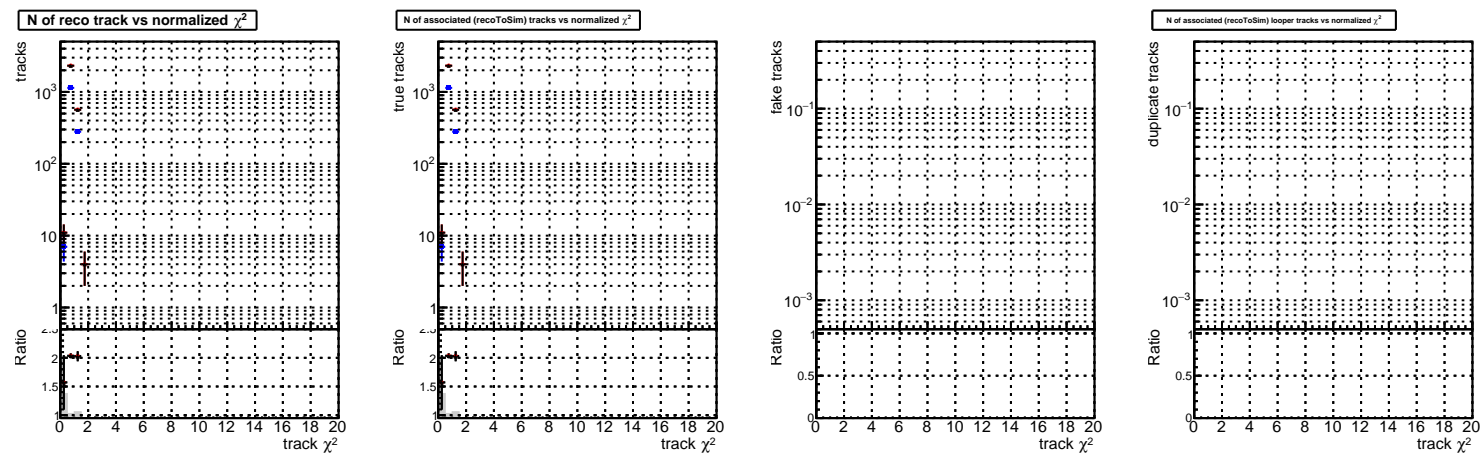 N of reco track vs normalized χ²
tracks
10³
10²
10
1
Ratio
2.5
2
1.5
1
0 2 4 6 8 10 12 14 16 18 20
track χ²
N of associated (recoToSim) tracks vs normalized χ²
true tracks
10³
10²
10
1
Ratio
2.5
2
1.5
1
0 2 4 6 8 10 12 14 16 18 20
track χ²
fake tracks
10⁻¹
10⁻²
10⁻³
Ratio
1
0.5
0
0 2 4 6 8 10 12 14 16 18 20
track χ²
N of associated (recoToSim) looper tracks vs normalized χ²
duplicate tracks
10⁻¹
10⁻²
10⁻³
Ratio
1
0.5
0
0 2 4 6 8 10 12 14 16 18 20
track χ²